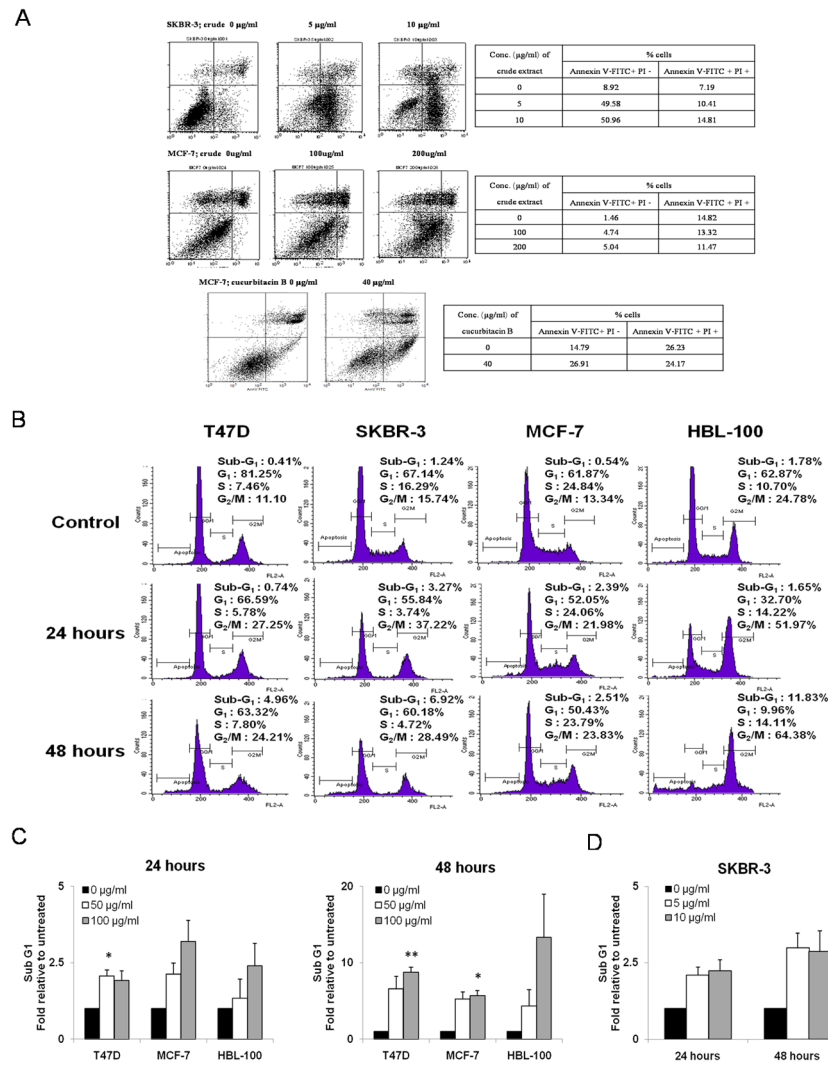 A
SKBR-3; crude 0 µg/ml 5 µg/ml 10 µg/ml
Conc. (µg/ml) of crude extract
% cells
Annexin V-FITC+ PI - Annexin V-FITC + PI +
0 8.92 7.19
5 49.58 10.41
10 50.96 14.81
MCF-7; crude 0ug/ml 100ug/ml 200ug/ml
Conc. (µg/ml) of crude extract
% cells
Annexin V-FITC+ PI - Annexin V-FITC + PI +
0 1.46 14.82
100 4.74 13.32
200 5.04 11.47
MCF-7; cucurbitacin B 0 µg/ml 40 µg/ml
Conc. (µg/ml) of cucurbitacin B
% cells
Annexin V-FITC+ PI - Annexin V-FITC + PI +
0 14.79 26.23
40 26.91 24.17
B
T47D SKBR-3 MCF-7 HBL-100
Control
Sub-G1 : 0.41%
G1 : 81.25%
S : 7.46%
G2/M : 11.10
Sub-G1 : 1.24%
G1 : 67.14%
S : 16.29%
G2/M : 15.74%
Sub-G1 : 0.54%
G1 : 61.87%
S : 24.84%
G2/M : 13.34%
Sub-G1 : 1.78%
G1 : 62.87%
S : 10.70%
G2/M : 24.78%
24 hours
Sub-G1 : 0.74%
G1 : 66.59%
S : 5.78%
G2/M : 27.25%
Sub-G1 : 3.27%
G1 : 55.84%
S : 3.74%
G2/M : 37.22%
Sub-G1 : 2.39%
G1 : 52.05%
S : 24.06%
G2/M : 21.98%
Sub-G1 : 1.65%
G1 : 32.70%
S : 14.22%
G2/M : 51.97%
48 hours
Sub-G1 : 4.96%
G1 : 63.32%
S : 7.80%
G2/M : 24.21%
Sub-G1 : 6.92%
G1 : 60.18%
S : 4.72%
G2/M : 28.49%
Sub-G1 : 2.51%
G1 : 50.43%
S : 23.79%
G2/M : 23.83%
Sub-G1 : 11.83%
G1 : 9.96%
S : 14.11%
G2/M : 64.38%
C
24 hours
Sub G1
Fold relative to untreated
5
2.5
0
0 µg/ml
50 µg/ml
100 µg/ml
*
T47D MCF-7 HBL-100
48 hours
Sub G1
Fold relative to untreated
20
10
0
0 µg/ml
50 µg/ml
100 µg/ml
**
*
T47D MCF-7 HBL-100
D
SKBR-3
Sub G1
Fold relative to untreated
5
2.5
0
0 µg/ml
5 µg/ml
10 µg/ml
24 hours 48 hours